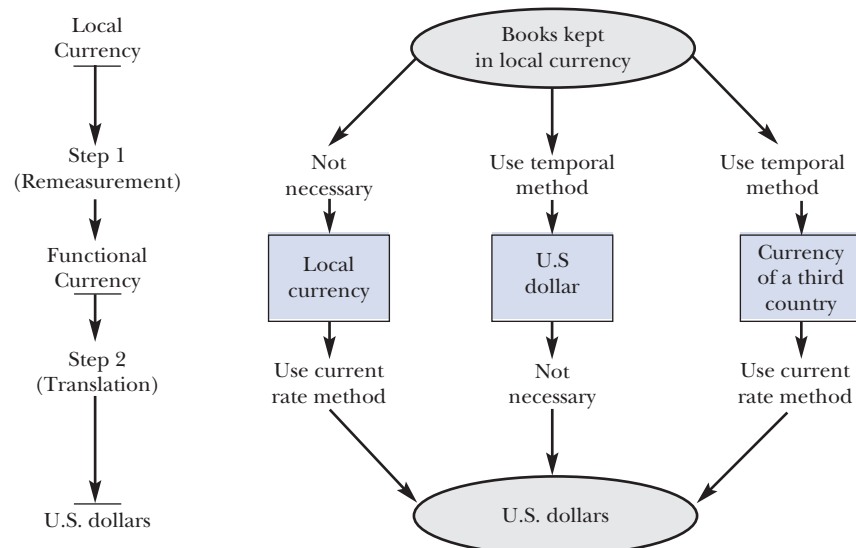 Local
Currency
Step 1
(Remeasurement)
Functional
Currency
Step 2
(Translation)
U.S. dollars
Books kept
in local currency
Not
necessary
Use temporal
method
Use temporal
method
Local
currency
U.S
dollar
Currency
of a third
country
Use current
rate method
Not
necessary
Use current
rate method
U.S. dollars